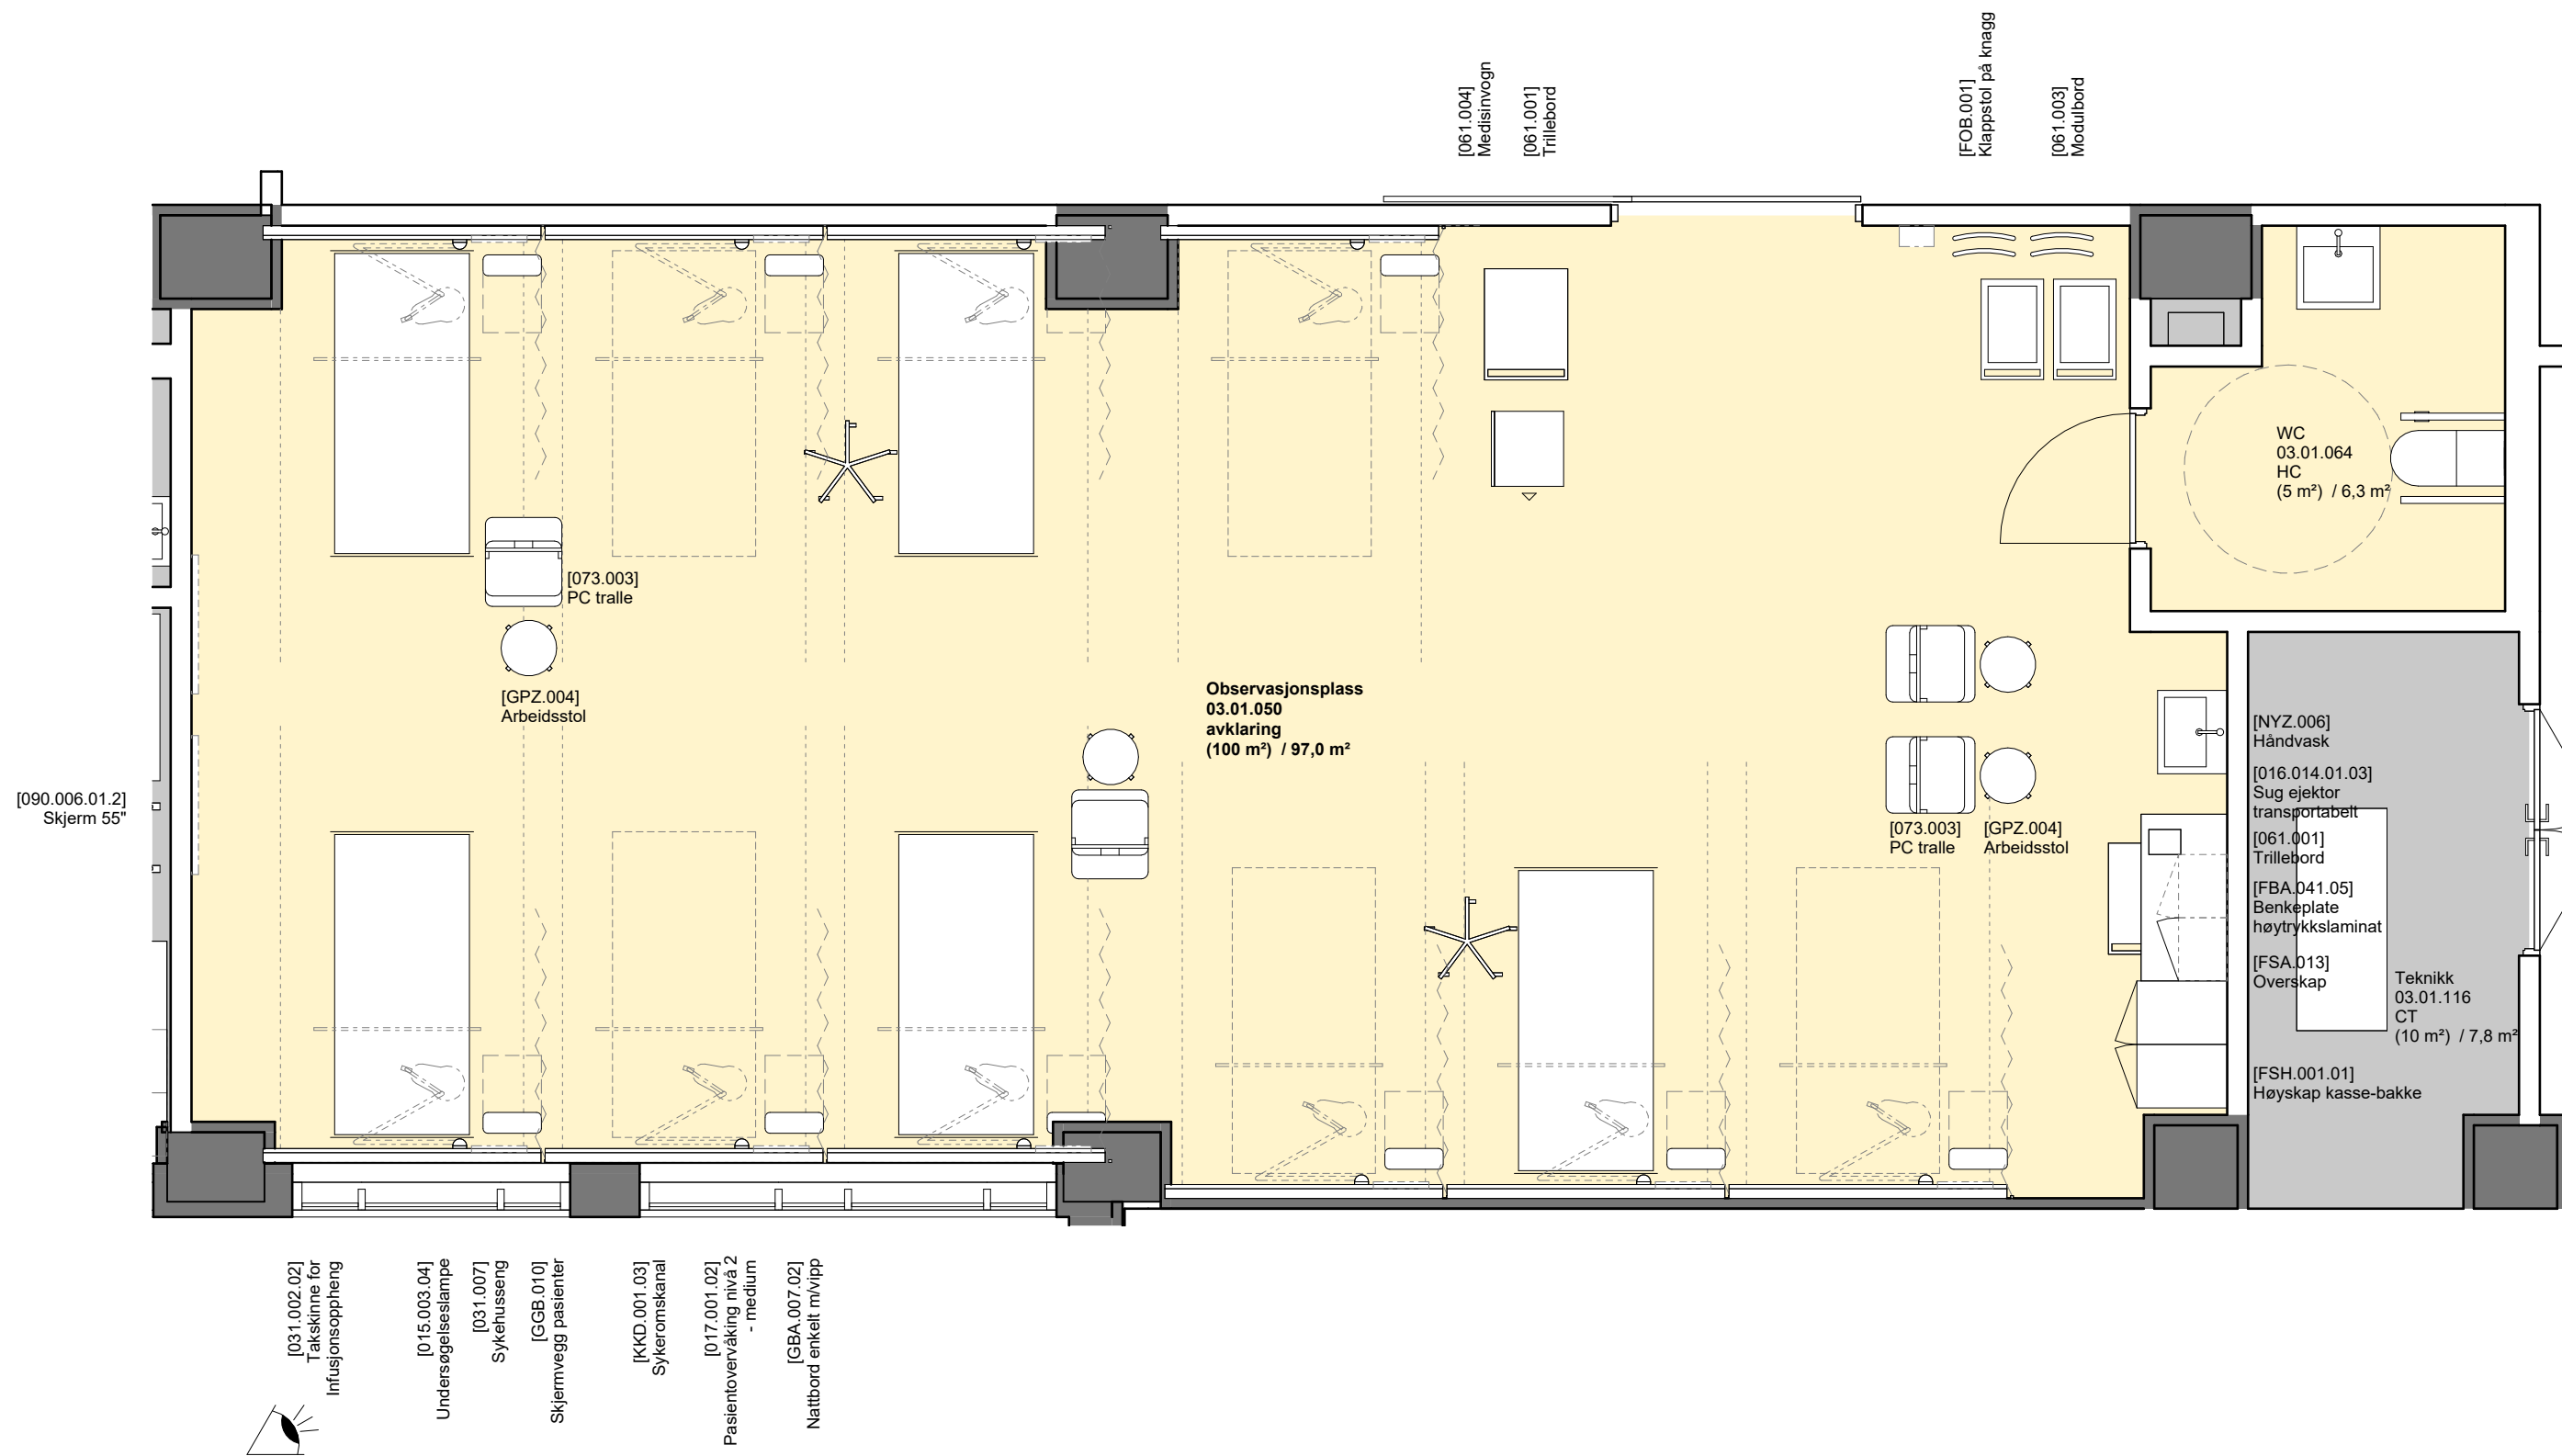 [061.004]
Medisinvogn
[061.001]
Trillebord
[FOB.001]
Klappstol på knagg
[061.003]
Modulbord
WC
03.01.064
HC
(5 m²) / 6,3 m²
[073.003]
PC tralle
[GPZ.004]
Arbeidsstol
Observasjonsplass
03.01.050
avklaring
(100 m²) / 97,0 m²
[090.006.01.2]
Skjerm 55"
[073.003]
PC tralle
[GPZ.004]
Arbeidsstol
[NYZ.006]
Håndvask
[016.014.01.03]
Sug ejektor
transportabelt
[061.001]
Trillebord
[FBA.041.05]
Benkeplate
høytrykkslaminat
[FSA.013]
Overskap
Teknikk
03.01.116
CT
(10 m²) / 7,8 m²
[FSH.001.01]
Høyskap kasse-bakke
[031.002.02]
Takskinne for
Infusjonsoppheng
[015.003.04]
Undersøgelseslampe
[031.007]
Sykehusseng
[GGB.010]
Skjermvegg pasienter
[KKD.001.03]
Sykeromskanal
[017.001.02]
Pasientovervåking nivå 2
- medium
[GBA.007.02]
Nattbord enkelt m/vipp